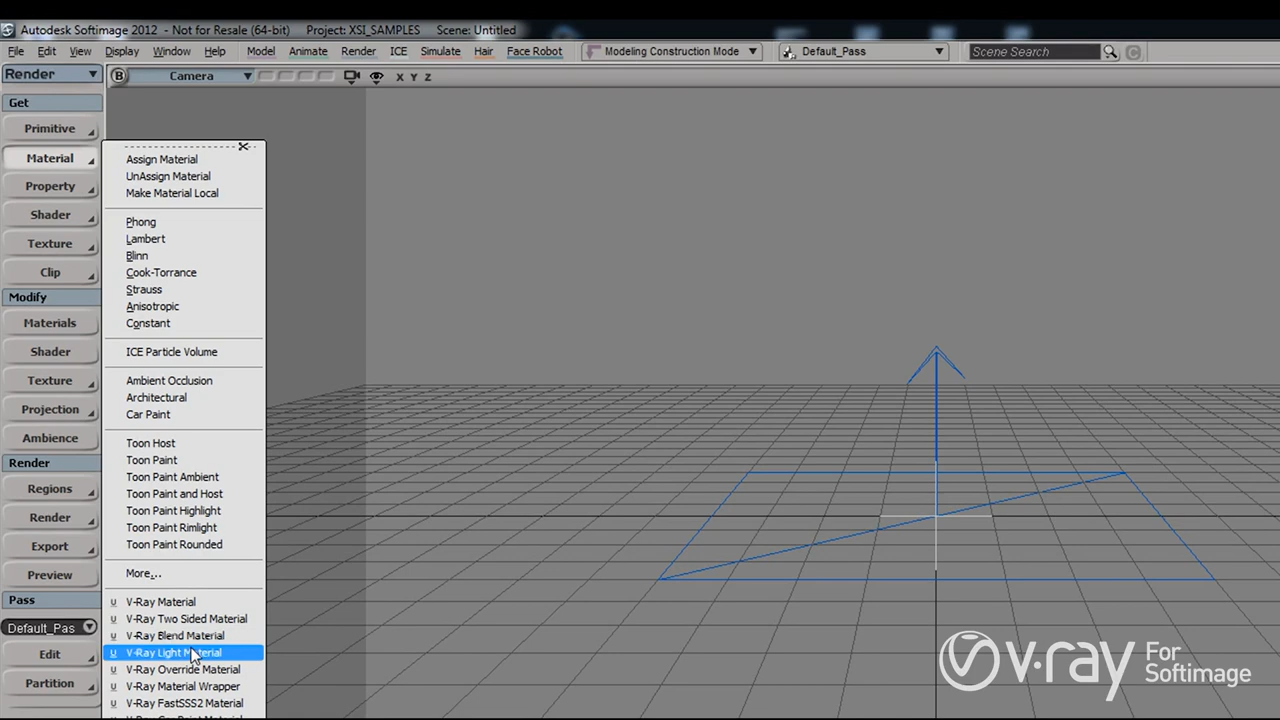 Autodesk Softimage 2012 - Not for Resale (64-bit) Project: XSI_SAMPLES Scene: Untitled
File Edit View Display Window Help Model Animate Render ICE Simulate Hair Face Robot Modeling Construction Mode Default_Pass Scene Search C
Render B Camera X Y Z
Get
Primitive
Material
Property
Shader
Texture
Clip
Modify
Materials
Shader
Texture
Projection
Ambience
Render
Regions
Render
Export
Preview
Pass
Default_Pas
Edit
Partition
Assign Material
UnAssign Material
Make Material Local
Phong
Lambert
Blinn
Cook-Torrance
Strauss
Anisotropic
Constant
ICE Particle Volume
Ambient Occlusion
Architectural
Car Paint
Toon Host
Toon Paint
Toon Paint Ambient
Toon Paint and Host
Toon Paint Highlight
Toon Paint Rimlight
Toon Paint Rounded
More...
U V-Ray Material
U V-Ray Two Sided Material
U V-Ray Blend Material
U V-Ray Light Material
U V-Ray Override Material
U V-Ray Material Wrapper
U V-Ray FastSSS2 Material
v·ray For
Softimage